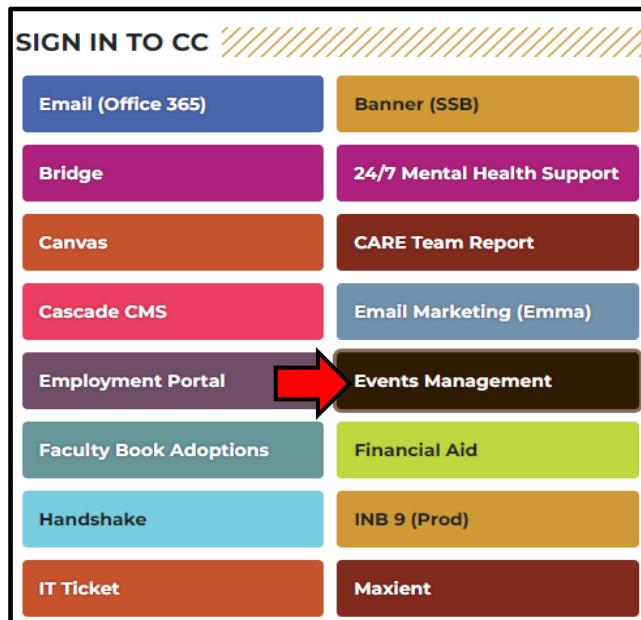 SIGN IN TO CC
Email (Office 365)
Banner (SSB)
Bridge
24/7 Mental Health Support
Canvas
CARE Team Report
Cascade CMS
Email Marketing (Emma)
Employment Portal
Events Management
Faculty Book Adoptions
Financial Aid
Handshake
INB 9 (Prod)
IT Ticket
Maxient